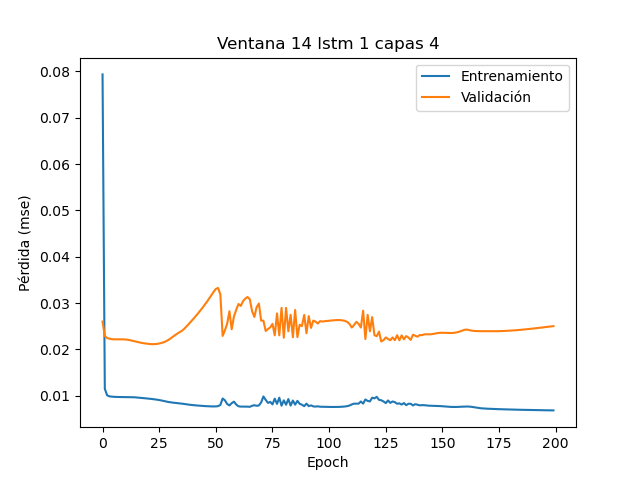 Ventana 14 lstm 1 capas 4
Entrenamiento
Validación
Pérdida (mse)
0.08
0.07
0.06
0.05
0.04
0.03
0.02
0.01
0 25 50 75 100 125 150 175 200
Epoch